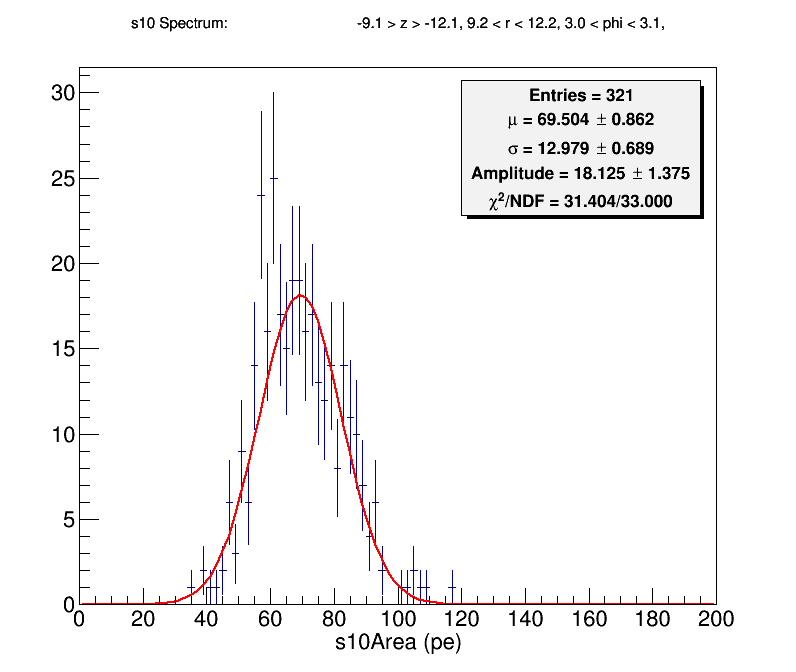 s10 Spectrum: -9.1 > z > -12.1, 9.2 < r < 12.2, 3.0 < phi < 3.1,
Entries = 321
μ = 69.504 ± 0.862
σ = 12.979 ± 0.689
Amplitude = 18.125 ± 1.375
χ²/NDF = 31.404/33.000
30
25
20
15
10
5
0
0 20 40 60 80 100 120 140 160 180 200
s10Area (pe)